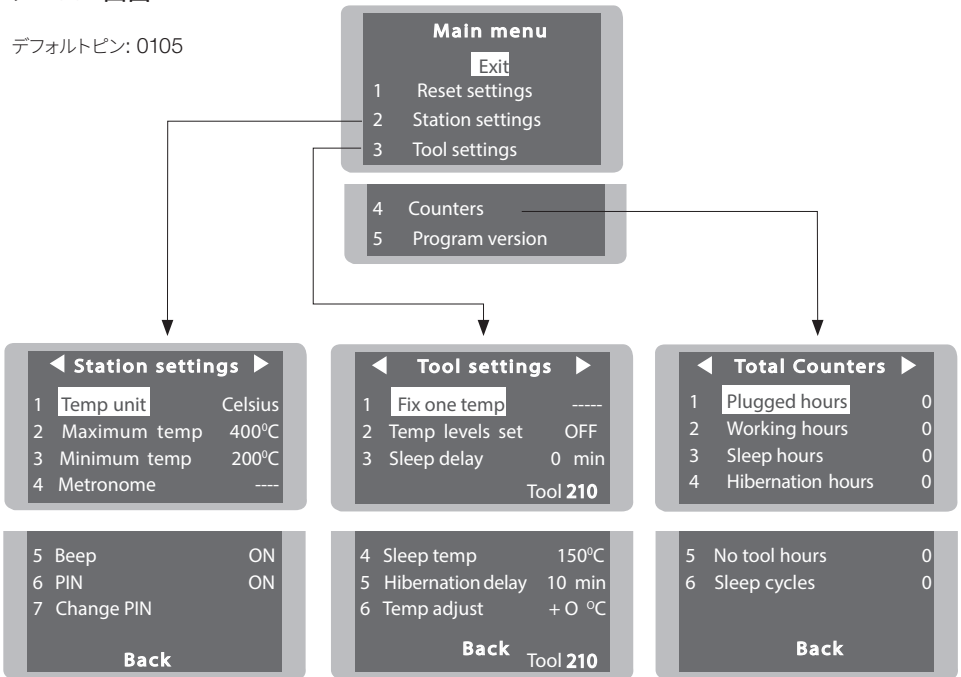 デフォルトピン: 0105
Main menu
Exit
1 Reset settings
2 Station settings
3 Tool settings
4 Counters
5 Program version
◀ Station settings ▶
1 Temp unit Celsius
2 Maximum temp 400⁰C
3 Minimum temp 200⁰C
4 Metronome ----
5 Beep ON
6 PIN ON
7 Change PIN
Back
◀ Tool settings ▶
1 Fix one temp -----
2 Temp levels set OFF
3 Sleep delay 0 min
Tool 210
4 Sleep temp 150⁰C
5 Hibernation delay 10 min
6 Temp adjust + O ⁰C
Back
Tool 210
◀ Total Counters ▶
1 Plugged hours 0
2 Working hours 0
3 Sleep hours 0
4 Hibernation hours 0
5 No tool hours 0
6 Sleep cycles 0
Back